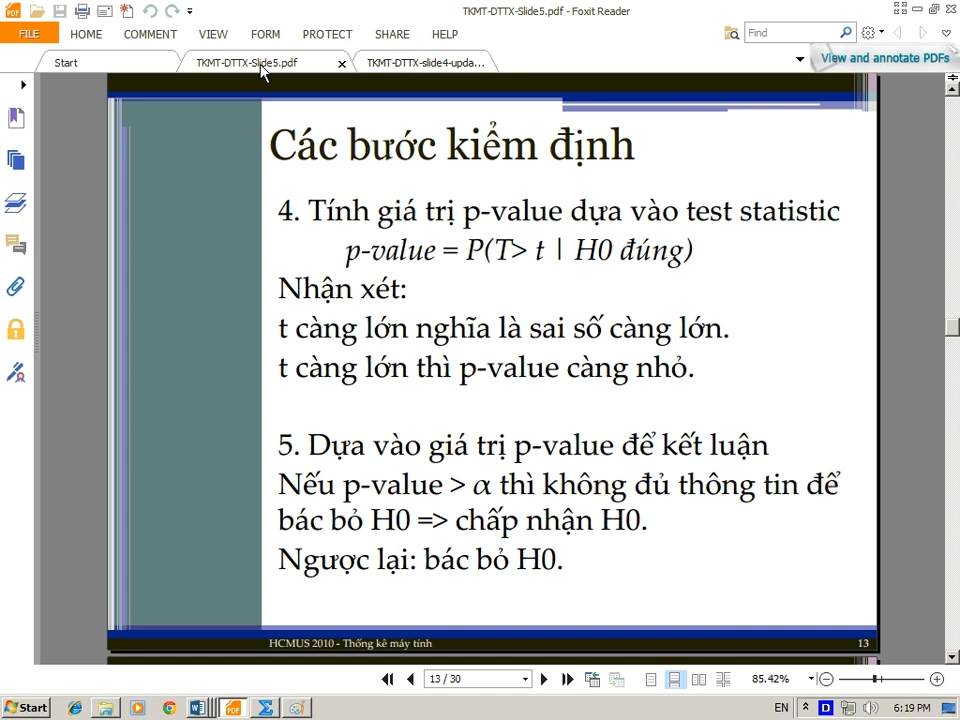 TKMT-DTTX-Slide5.pdf - Foxit Reader
FILE HOME COMMENT VIEW FORM PROTECT SHARE HELP
Find
Start TKMT-DTTX-Slide5.pdf TKMT-DTTX-slide4-upda...
View and annotate PDFs
Các bước kiểm định
4. Tính giá trị p-value dựa vào test statistic
p-value = P(T> t | H0 đúng)
Nhận xét:
t càng lớn nghĩa là sai số càng lớn.
t càng lớn thì p-value càng nhỏ.
5. Dựa vào giá trị p-value để kết luận
Nếu p-value > α thì không đủ thông tin để
bác bỏ H0 => chấp nhận H0.
Ngược lại: bác bỏ H0.
HCMUS 2010 - Thống kê máy tính 13
13 / 30 85.42%
Start EN 6:19 PM